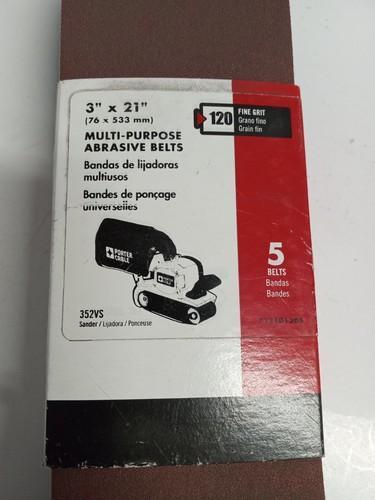 3" x 21"
(76 x 533 mm)
MULTI-PURPOSE
ABRASIVE BELTS
Bandas de lijadoras
multiusos
Bandes de ponçage
universelles
120
FINE GRIT
Grano fino
Grain fin
PORTER
CABLE
5
BELTS
Bandas
Bandes
352VS
Sander / Lijadora / Ponceuse